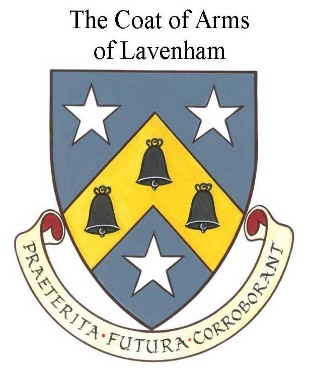 The Coat of Arms
of Lavenham
PRAETERITA · FUTURA · CORROBORANT